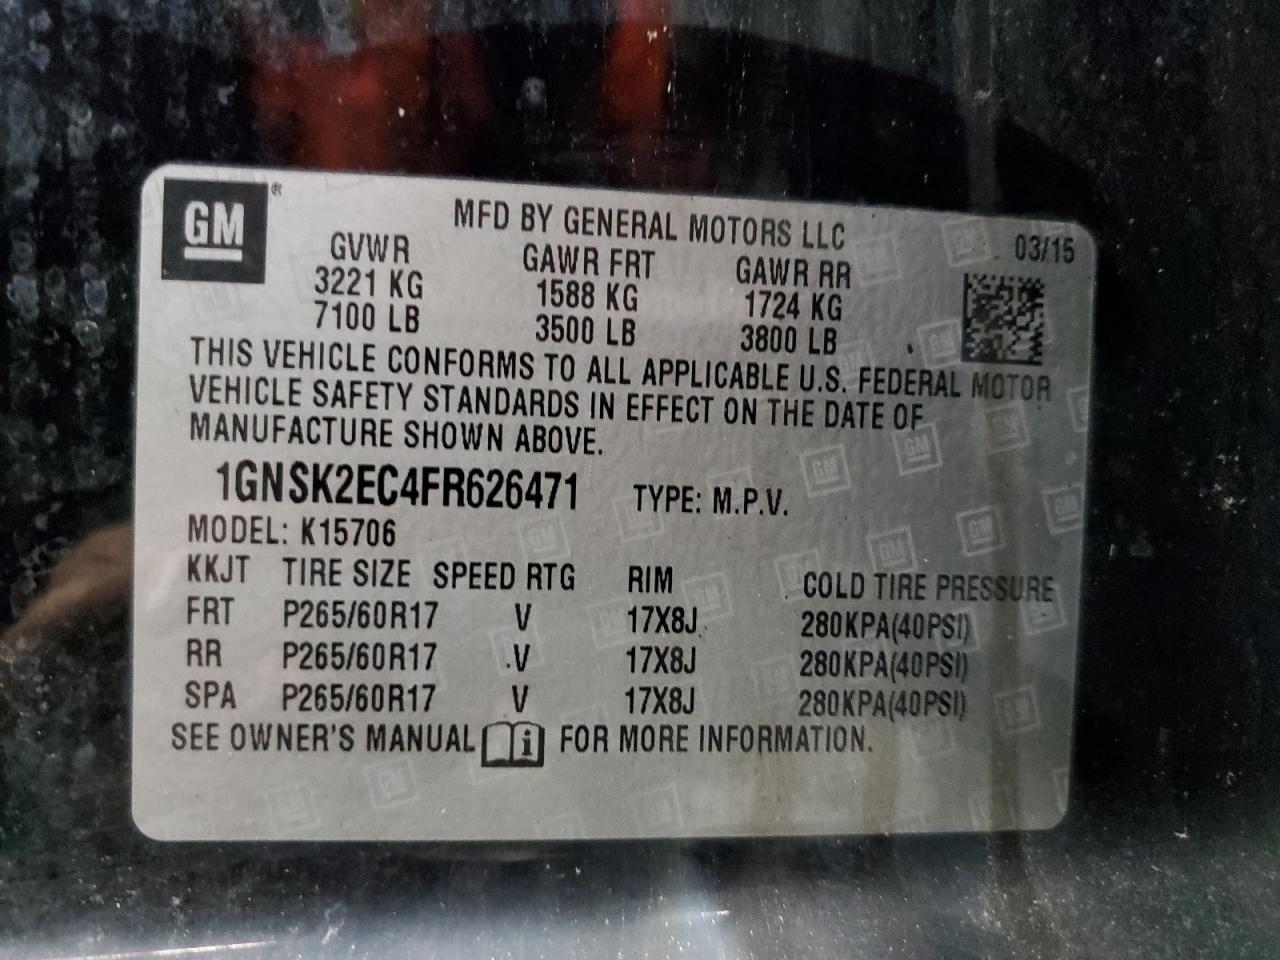 GM ®
MFD BY GENERAL MOTORS LLC
03/15
GVWR GAWR FRT GAWR RR
3221 KG 1588 KG 1724 KG
7100 LB 3500 LB 3800 LB
THIS VEHICLE CONFORMS TO ALL APPLICABLE U.S. FEDERAL MOTOR
VEHICLE SAFETY STANDARDS IN EFFECT ON THE DATE OF
MANUFACTURE SHOWN ABOVE.
1GNSK2EC4FR626471 TYPE: M.P.V.
MODEL: K15706
KKJT TIRE SIZE SPEED RTG RIM COLD TIRE PRESSURE
FRT P265/60R17 V 17X8J 280KPA(40PSI)
RR P265/60R17 V 17X8J 280KPA(40PSI)
SPA P265/60R17 V 17X8J 280KPA(40PSI)
SEE OWNER'S MANUAL i FOR MORE INFORMATION.